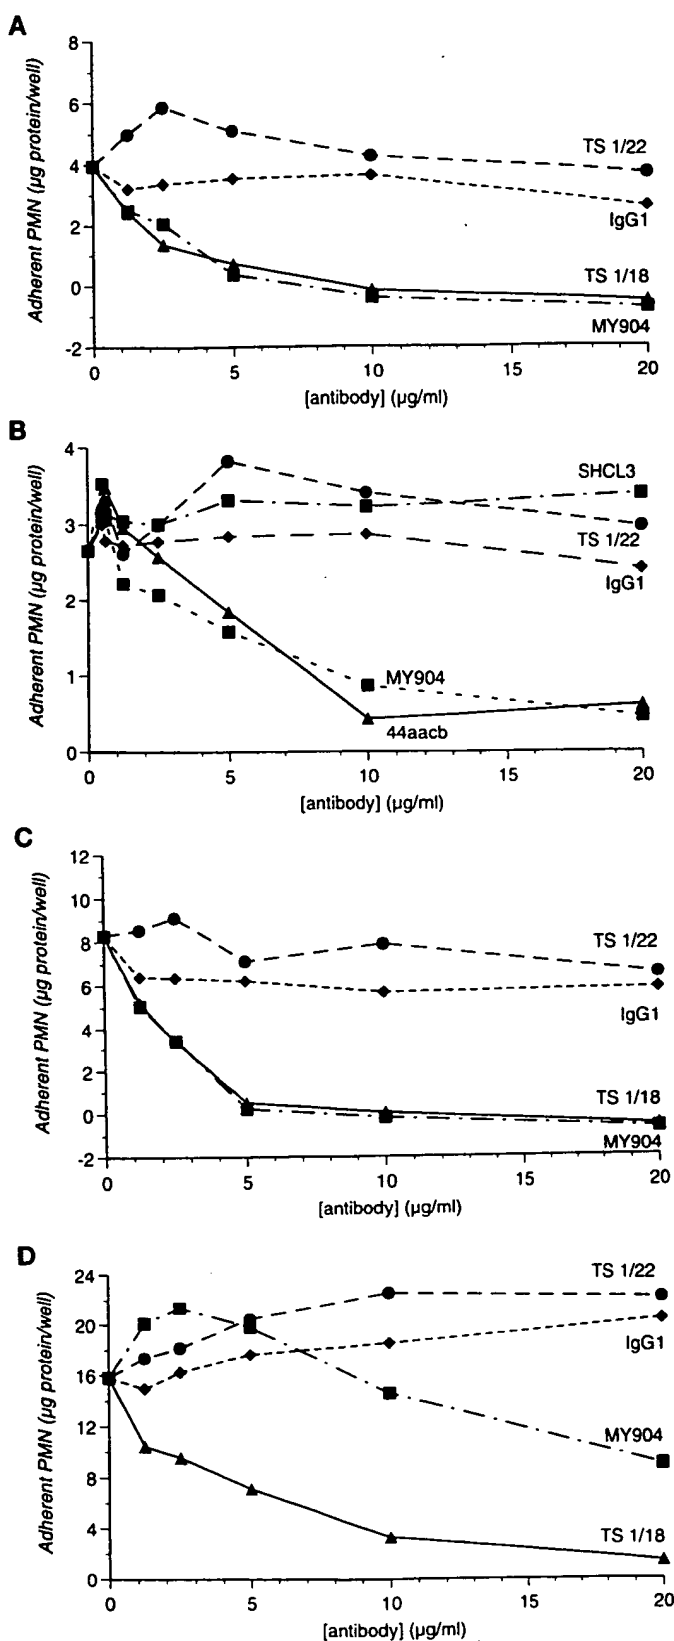 A
Adherent PMN (µg protein/well)
8
6
4
2
0
-2
TS 1/22
IgG1
TS 1/18
MY904
0 5 10 15 20
[antibody] (µg/ml)
B
Adherent PMN (µg protein/well)
4
3
2
1
0
SHCL3
TS 1/22
IgG1
MY904
44aacb
0 5 10 15 20
[antibody] (µg/ml)
C
Adherent PMN (µg protein/well)
12
10
8
6
4
2
0
-2
TS 1/22
IgG1
TS 1/18
MY904
0 5 10 15 20
[antibody] (µg/ml)
D
Adherent PMN (µg protein/well)
24
20
16
12
8
4
0
TS 1/22
IgG1
MY904
TS 1/18
0 5 10 15 20
[antibody] (µg/ml)